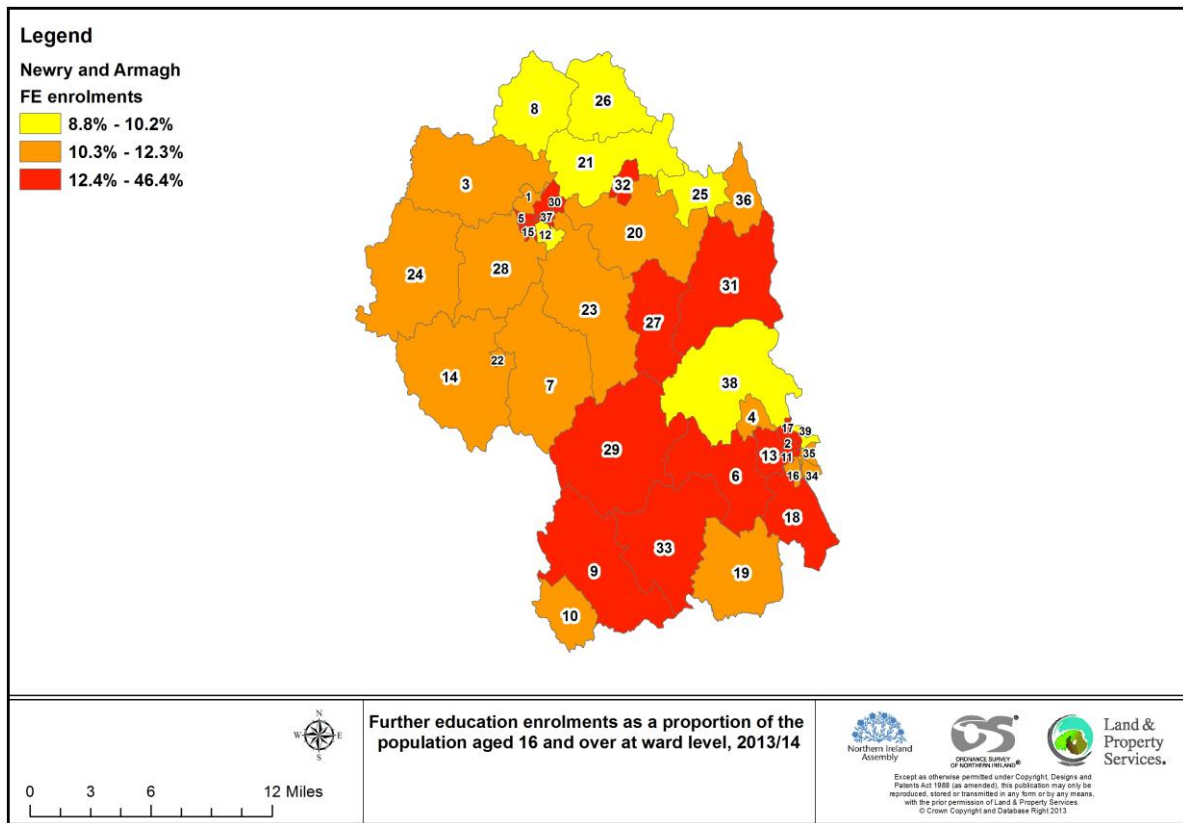 Legend
Newry and Armagh
FE enrolments
8.8% - 10.2%
10.3% - 12.3%
12.4% - 46.4%
8
26
21
3
32
25
36
1
30
5
37
15
12
20
24
28
31
23
27
22
14
7
38
4
17
39
2
29
13
11
35
6
16
34
18
33
9
19
10
N
W
E
S
0
3
6
12 Miles
Further education enrolments as a proportion of the
population aged 16 and over at ward level, 2013/14
Northern Ireland
Assembly
OS®
ORDNANCE SURVEY
OF NORTHERN IRELAND®
Land &
Property
Services.
Except as otherwise permitted under Copyright, Designs and
Patents Act 1988 (as amended), this publication may only be
reproduced, stored or transmitted in any form or by any means,
with the prior permission of Land & Property Services.
© Crown Copyright and Database Right 2013